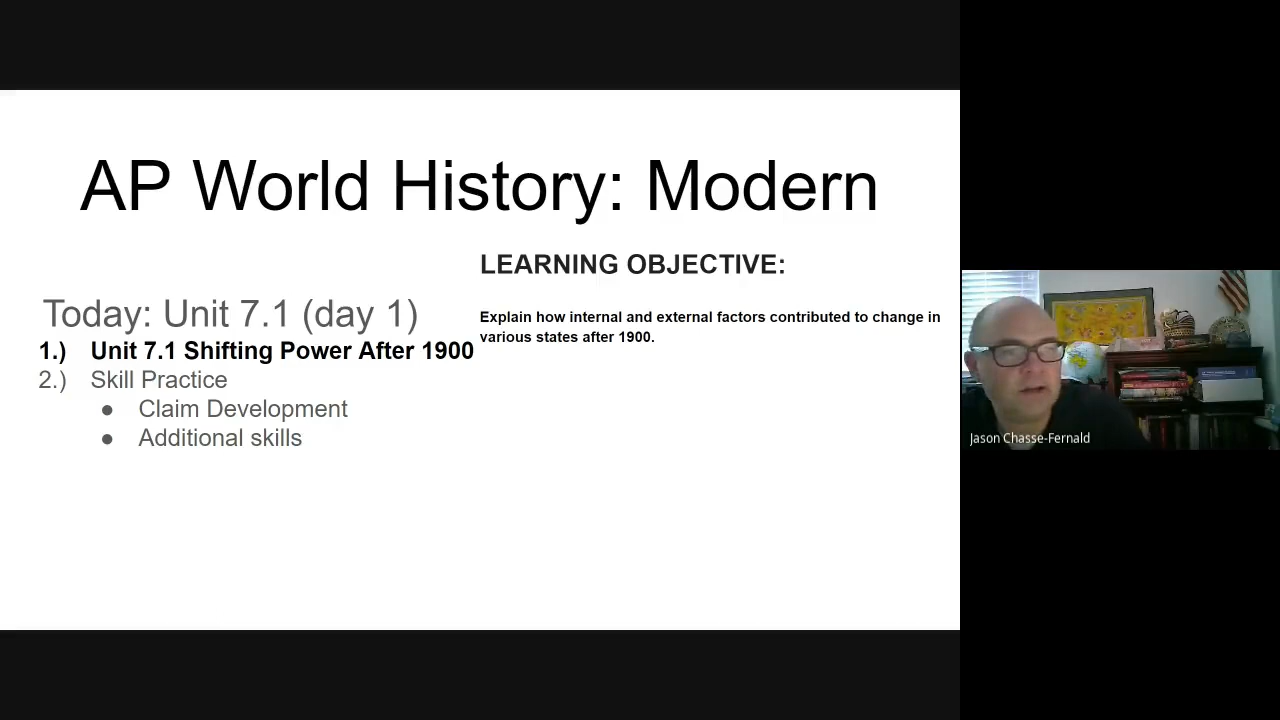 AP World History: Modern
Today: Unit 7.1 (day 1)
1.) Unit 7.1 Shifting Power After 1900
2.) Skill Practice
● Claim Development
● Additional skills
LEARNING OBJECTIVE:
Explain how internal and external factors contributed to change in
various states after 1900.
Jason Chasse-Fernald